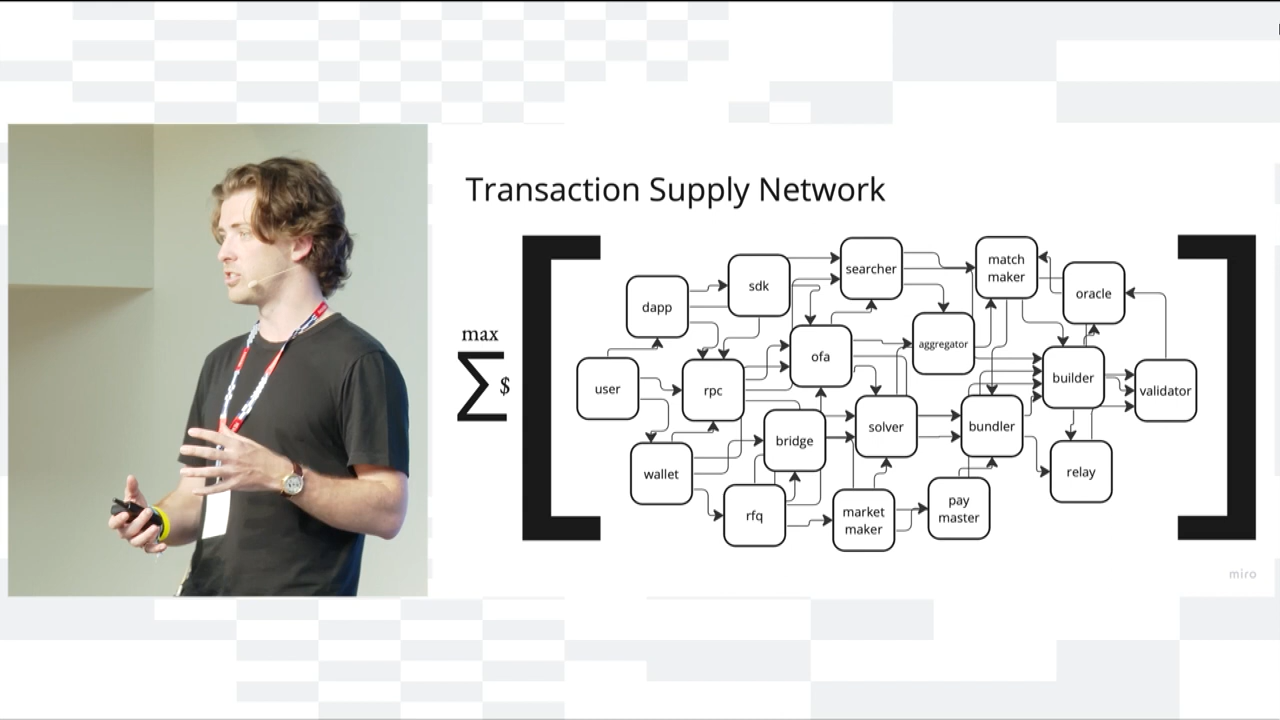 Transaction Supply Network
max
∑ $
searcher
match
maker
sdk
oracle
dapp
aggregator
ofa
builder
user
rpc
validator
solver
bundler
bridge
wallet
relay
rfq
market
maker
pay
master
miro